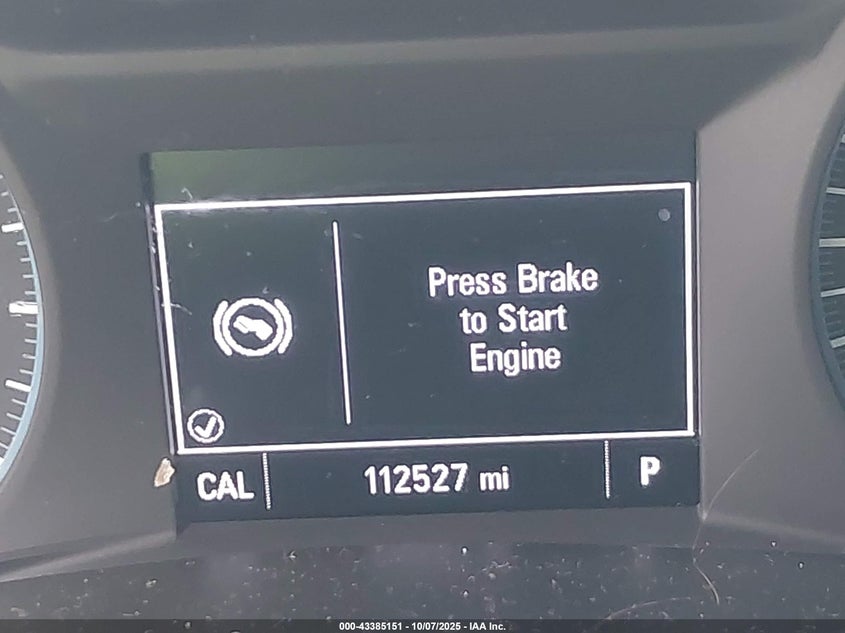 Press Brake
to Start
Engine
CAL 112527 mi P
000-43385151 - 10/07/2025 - IAA Inc.